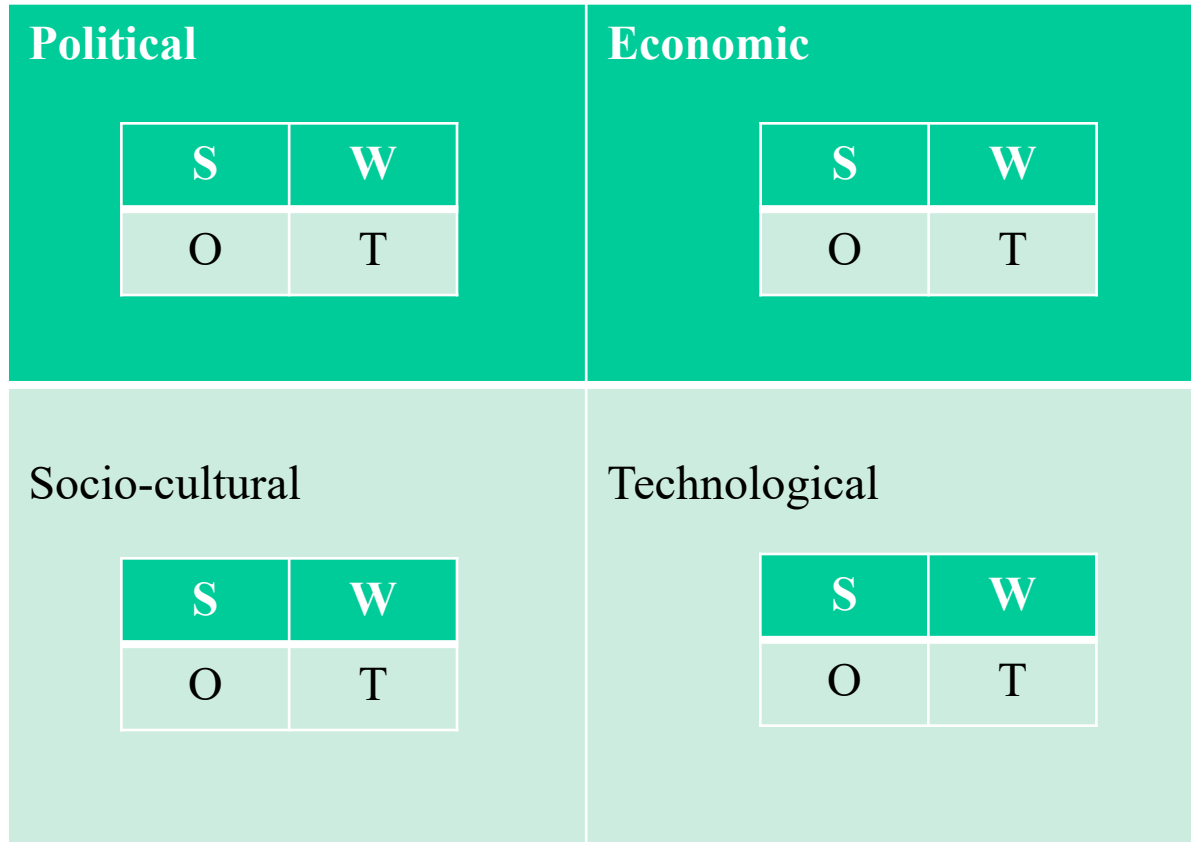 Political
S W
O T
Economic
S W
O T
Socio-cultural
S W
O T
Technological
S W
O T